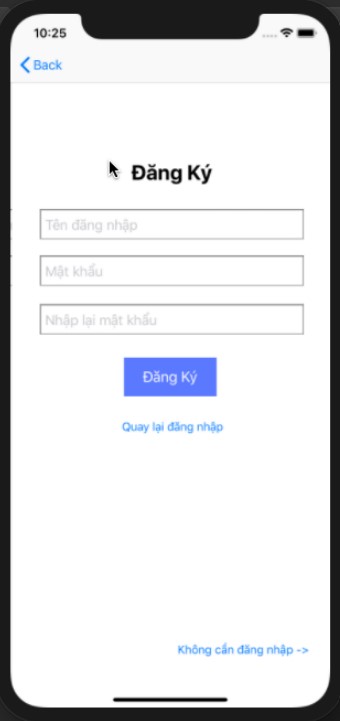 10:25
Back
Đăng Ký
Tên đăng nhập
Mật khẩu
Nhập lại mật khẩu
Đăng Ký
Quay lại đăng nhập
Không cần đăng nhập ->